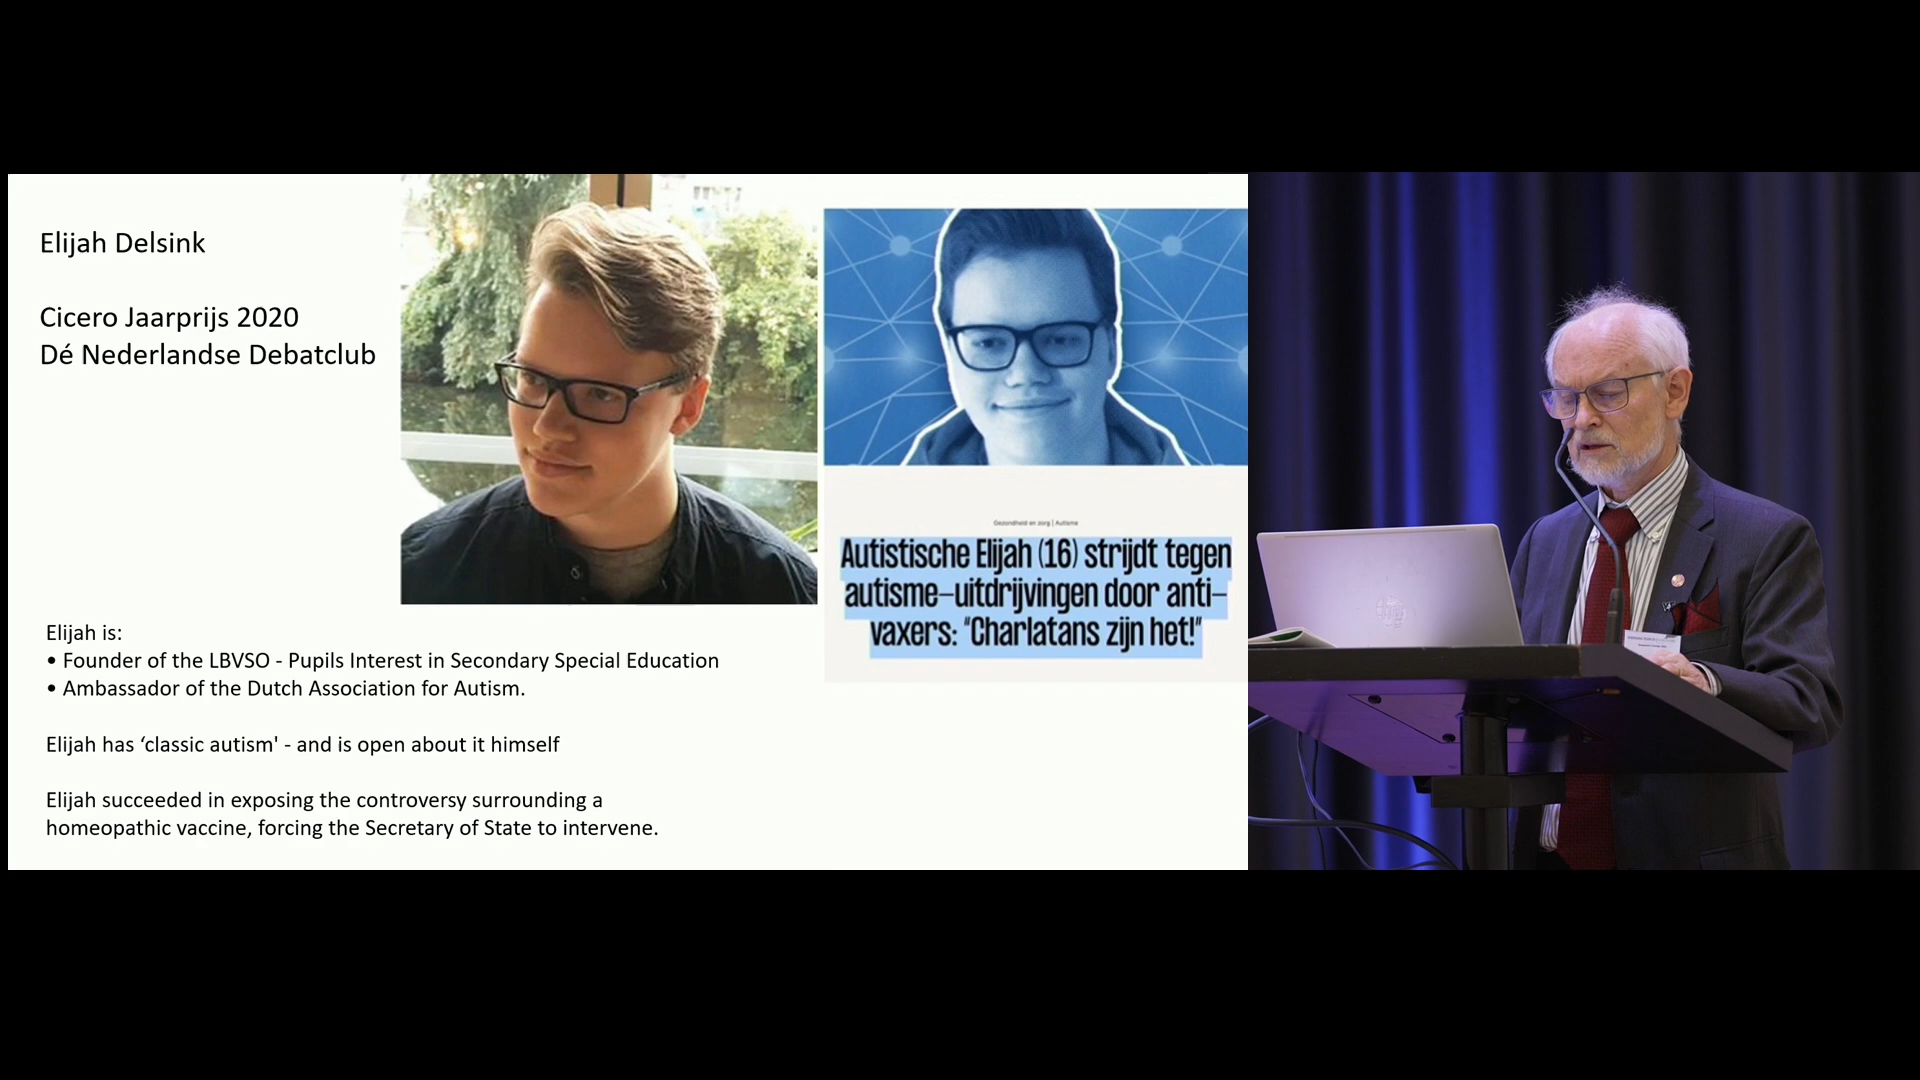 Elijah Delsink
Cicero Jaarprijs 2020
Dé Nederlandse Debatclub
Gezondheid en zorg | Autisme
Autistische Elijah (16) strijdt tegen
autisme-uitdrijvingen door anti-
vaxers: "Charlatans zijn het!"
Elijah is:
• Founder of the LBVSO - Pupils Interest in Secondary Special Education
• Ambassador of the Dutch Association for Autism.
Elijah has ‘classic autism' - and is open about it himself
Elijah succeeded in exposing the controversy surrounding a
homeopathic vaccine, forcing the Secretary of State to intervene.